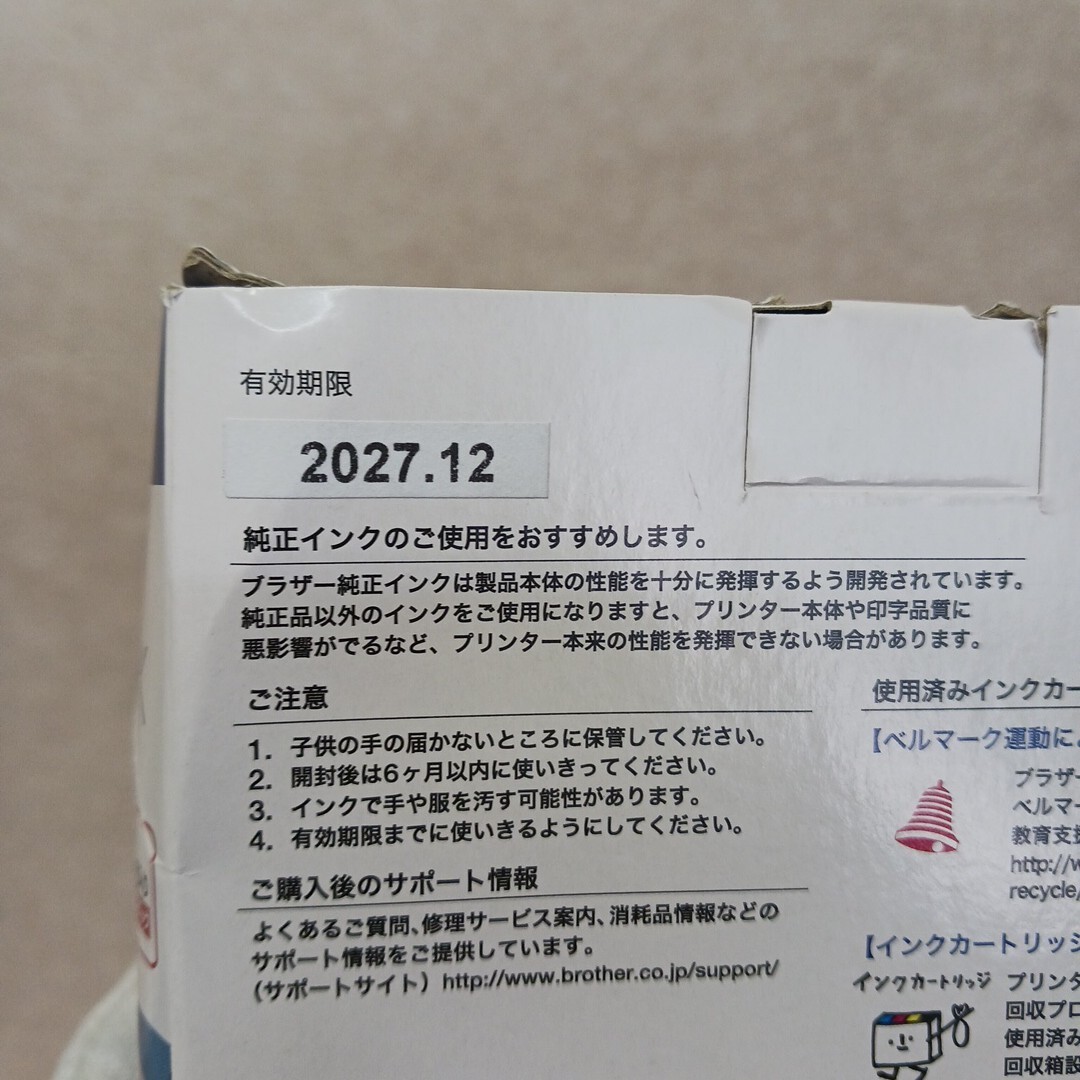 有効期限
2027.12
純正インクのご使用をおすすめします。
ブラザー純正インクは製品本体の性能を十分に発揮するよう開発されています。
純正品以外のインクをご使用になりますと、プリンター本体や印字品質に
悪影響がでるなど、プリンター本来の性能を発揮できない場合があります。
ご注意
1. 子供の手の届かないところに保管してください。
2. 開封後は6ヶ月以内に使いきってください。
3. インクで手や服を汚す可能性があります。
4. 有効期限までに使いきるようにしてください。
ご購入後のサポート情報
よくあるご質問、修理サービス案内、消耗品情報などの
サポート情報をご提供しています。
（サポートサイト）http://www.brother.co.jp/support/
使用済みインクカー
【ベルマーク運動に
ブラザ
ベルマー
教育支援
http://w
recycle/
【インクカートリッジ
インクカートリッジ
プリンタ
回収プロ
使用済み
回収箱設